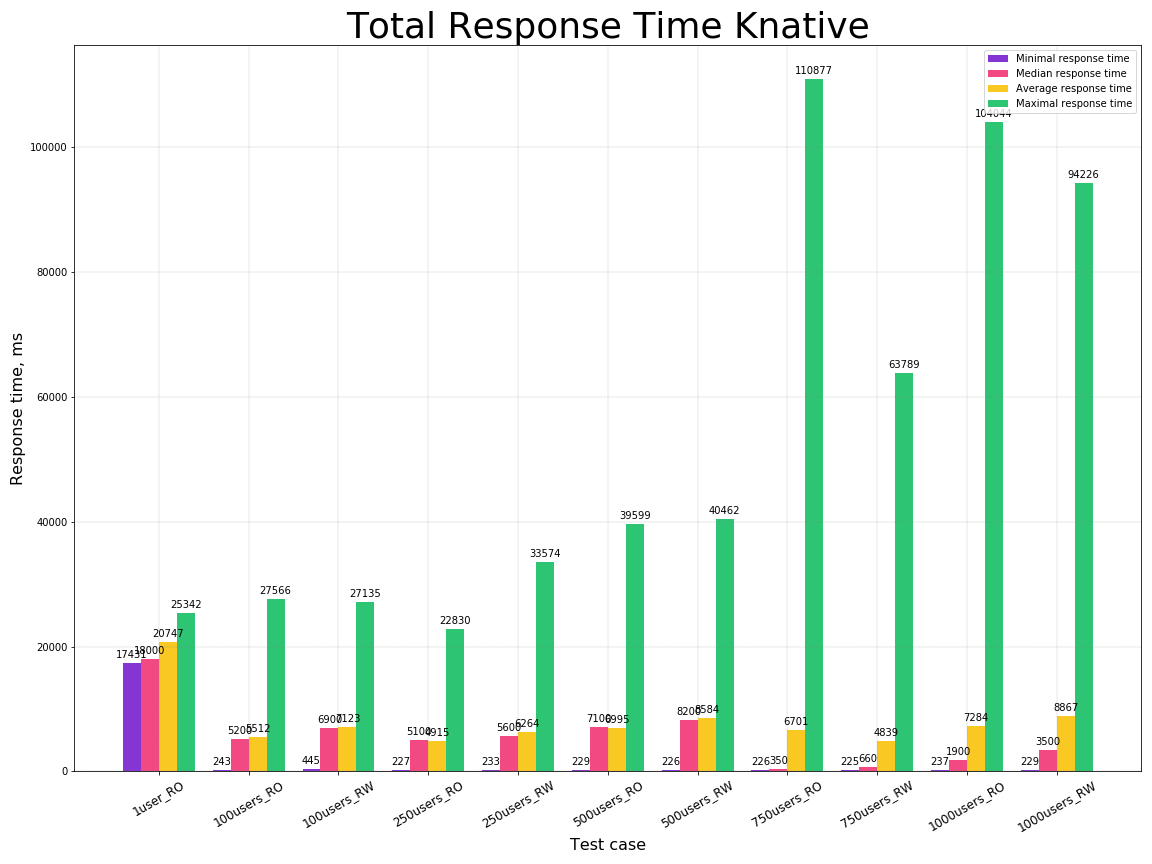 Total Response Time Knative
Minimal response time
Median response time
Average response time
Maximal response time
Response time, ms
100000
80000
60000
40000
20000
0
17431
18000
20747
25342
243
5200
5512
27566
445
6900
7123
27135
227
5100
4915
22830
233
5600
6264
33574
229
7100
6995
39599
226
8200
8584
40462
226
350
6701
110877
225
660
4839
63789
237
1900
7284
104044
229
3500
8867
94226
1user_RO
100users_RO
100users_RW
250users_RO
250users_RW
500users_RO
500users_RW
750users_RO
750users_RW
1000users_RO
1000users_RW
Test case